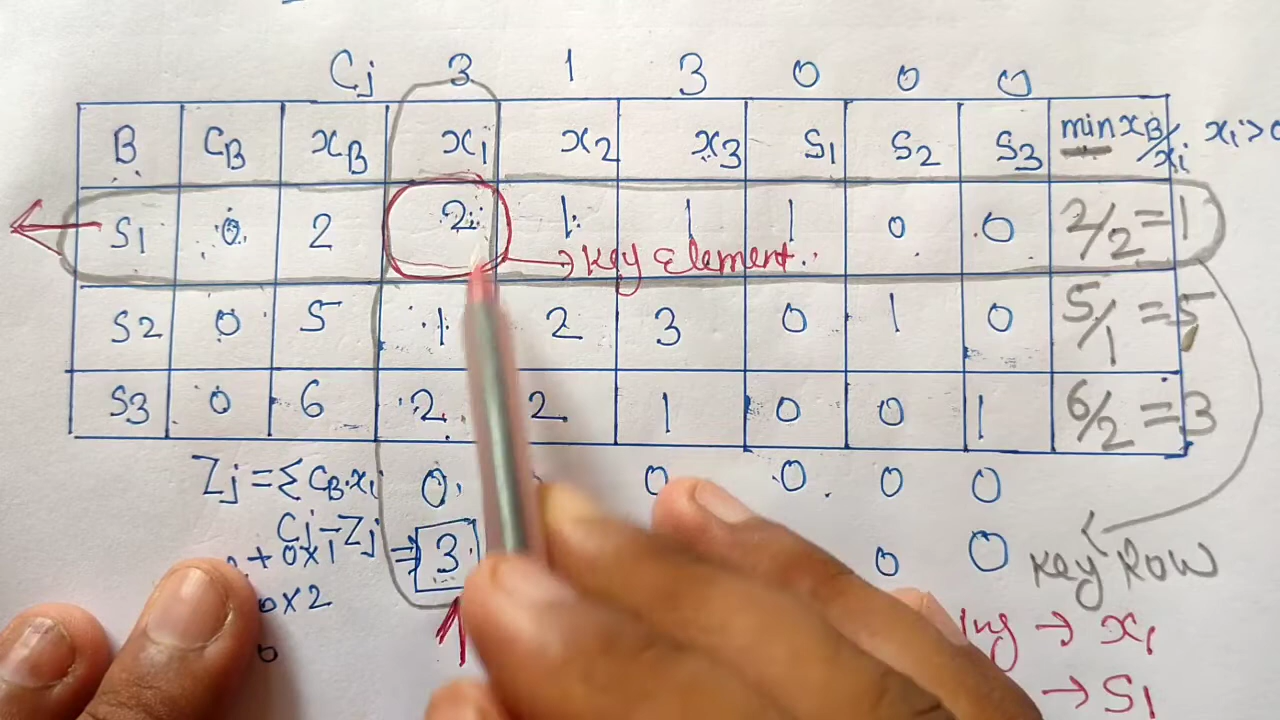 Cj 3 1 3 0 0 0
B CB xB x1 x2 x3 S1 S2 S3 min xB/xi xi>0
S1 0 2 2 1 1 1 0 0 2/2=1
→ Key Element
S2 0 5 1 2 3 0 1 0 5/1=5
S3 0 6 2 2 1 0 0 1 6/2=3
Zj=ΣCB.xi 0 0 0 0 0
Cj-Zj ⇒ 3 0 0
+0x1 Key Row
0x2
→ x1
0
→ S1